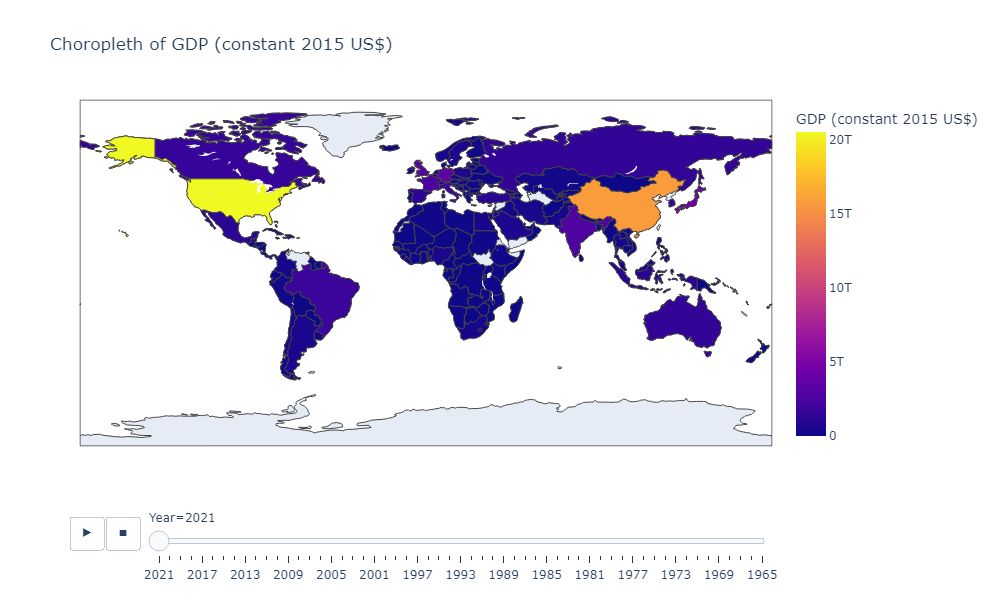 Choropleth of GDP (constant 2015 US$)
GDP (constant 2015 US$)
20T
15T
10T
5T
0
Year=2021
2021 2017 2013 2009 2005 2001 1997 1993 1989 1985 1981 1977 1973 1969 1965